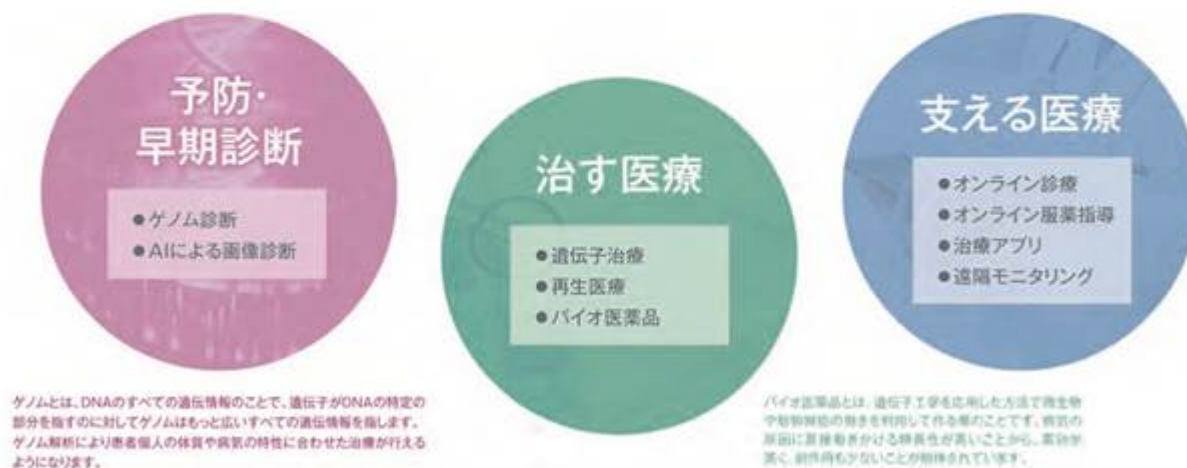 予防・
早期診断
●ゲノム診断
●AIによる画像診断
治す医療
●遺伝子治療
●再生医療
●バイオ医薬品
支える医療
●オンライン診療
●オンライン服薬指導
●治療アプリ
●遠隔モニタリング
ゲノムとは、DNAのすべての遺伝情報のことで、遺伝子がDNAの特定の
部分を指すのに対してゲノムはもっと広いすべての遺伝情報を指します。
ゲノム解析により患者個人の体質や病気の特性に合わせた治療が行える
ようになります。
バイオ医薬品とは、遺伝子工学を応用した方法で微生物
や動物細胞の働きを利用して作る薬のことです。病気の
原因に直接働きかける特異性が高いことから、薬効が
高く、副作用も少ないことが期待されています。